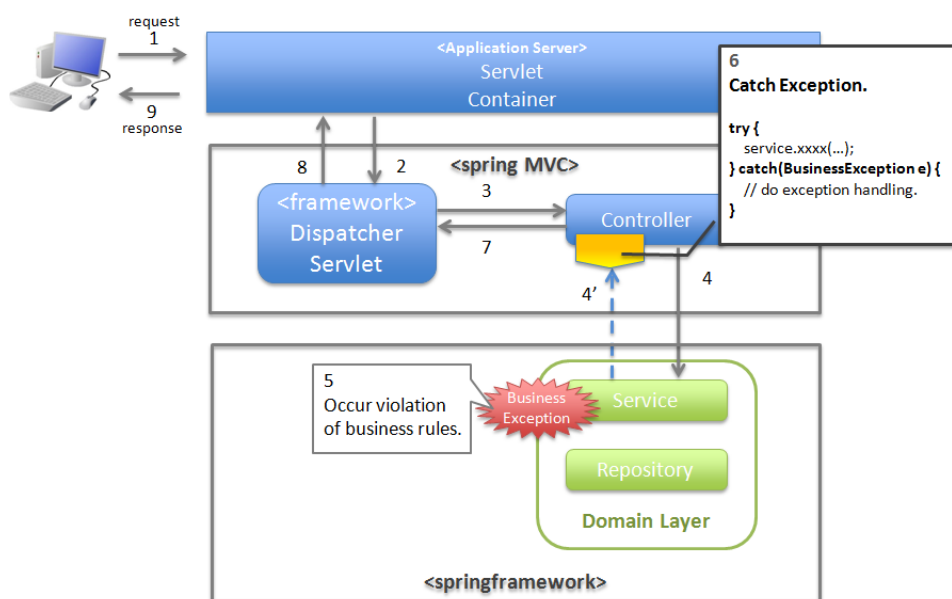 request
1
9
response
<Application Server>
Servlet
Container
6
Catch Exception.
try {
service.xxxx(…);
} catch(BusinessException e) {
// do exception handling.
}
8
2
<spring MVC>
3
<framework>
Dispatcher
Servlet
Controller
7
4’
4
5
Occur violation
of business rules.
Business
Exception
Service
Repository
Domain Layer
<springframework>